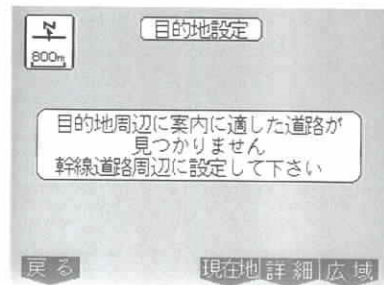 目的地設定
800m
目的地周辺に案内に適した道路が
見つかりません
幹線道路周辺に設定して下さい
戻る 現在地 詳細 広域